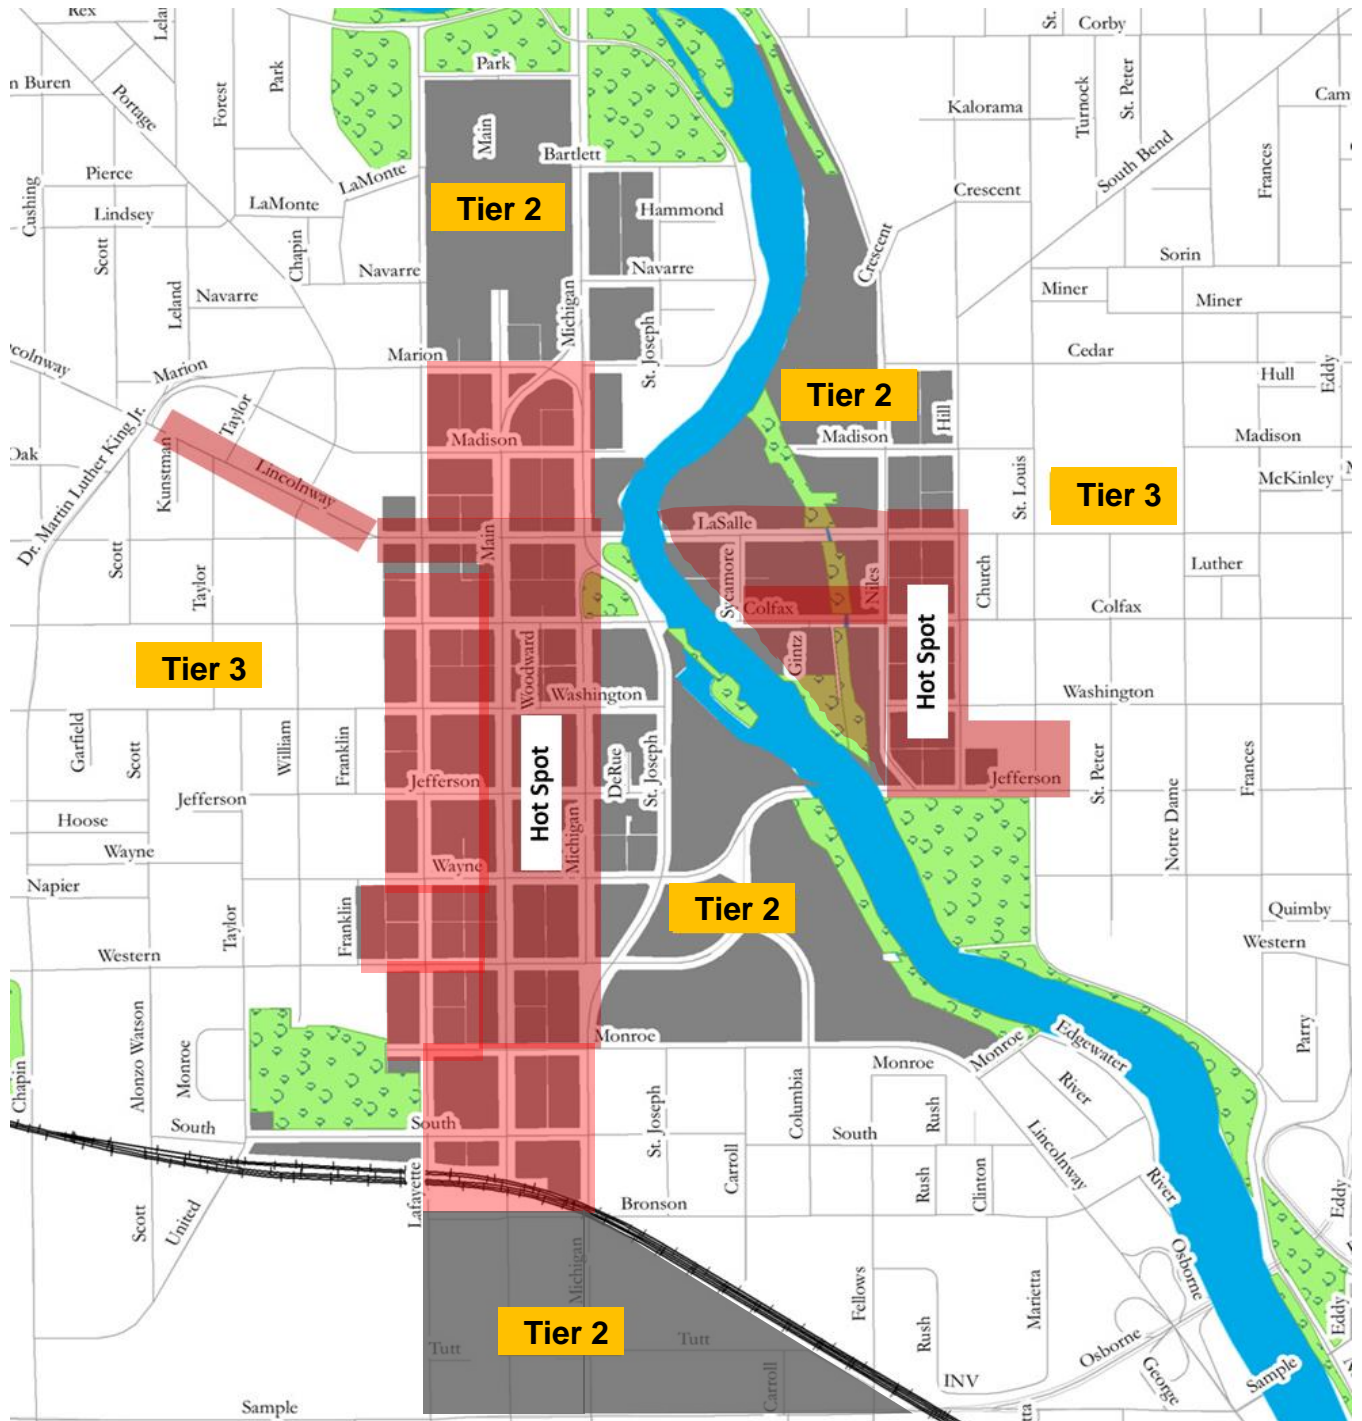 Rex
Lela
St.
Corby
n Buren
Portage
Forest
Park
Park
Main
Turnock
St. Peter
Cam
Kalorama
South Bend
Bartlett
Pierce
LaMonte
Crescent
Frances
Cushing
Lindsey
LaMonte
Tier 2
Hammond
Scott
Chapin
Navarre
Navarre
Crescent
Sorin
Leland
Navarre
Michigan
Miner
Miner
colnway
Marion
Marion
St. Joseph
Cedar
Hull
Eddy
Tier 2
Dr. Martin Luther King Jr.
Taylor
Madison
Madison
Hill
Madison
Oak
Kunstman
Lincolnway
St. Louis
Tier 3
McKinley
M
Main
LaSalle
Scott
Taylor
Sycamore
Colfax
Niles
Church
Luther
Colfax
Hot Spot
Tier 3
Woodward
Gintz
Washington
Washington
Garfield
Scott
William
Franklin
Hot Spot
DeRue
St. Joseph
Jefferson
Jefferson
Jefferson
St. Peter
Frances
Hoose
Wayne
Wayne
Michigan
Notre Dame
Napier
Taylor
Franklin
Tier 2
Quimby
Western
Western
Alonzo Watson
Monroe
Monroe
Monroe
Monroe
Edgewater
Parry
Chapin
River
South
South
St. Joseph
Columbia
Carroll
South
Rush
Lincolnway
Scott
United
Lafayette
Bronson
Rush
Clinton
River
Eddy
Michigan
Fellows
Marietta
Osborne
Tier 2
Tutt
Tutt
Rush
Osborne
Eddy
Carroll
INV
George
Sample
Sample
tta